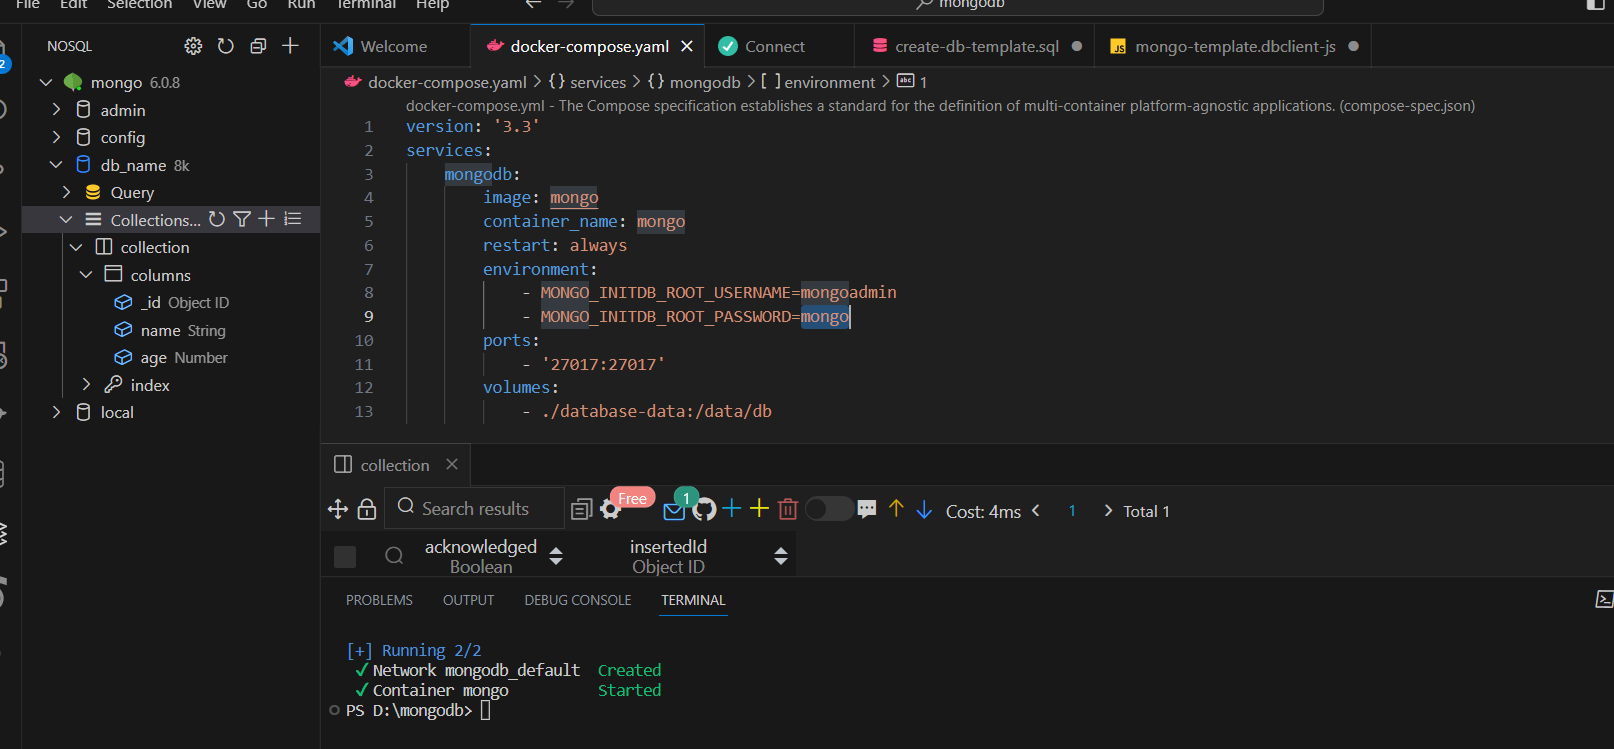 File Edit Selection View Go Run Terminal Help
mongodb
2
NOSQL
mongo 6.0.8
admin
config
db_name 8k
Query
Collections...
collection
columns
_id Object ID
name String
age Number
index
local
Welcome
docker-compose.yaml
Connect
create-db-template.sql
JS mongo-template.dbclient-js
docker-compose.yaml > {} services > {} mongodb > [ ] environment > abc 1
docker-compose.yml - The Compose specification establishes a standard for the definition of multi-container platform-agnostic applications. (compose-spec.json)
1 version: '3.3'
2 services:
3 mongodb:
4 image: mongo
5 container_name: mongo
6 restart: always
7 environment:
8 - MONGO_INITDB_ROOT_USERNAME=mongoadmin
9 - MONGO_INITDB_ROOT_PASSWORD=mongo
10 ports:
11 - '27017:27017'
12 volumes:
13 - ./database-data:/data/db
collection
Search results
Free
1
Cost: 4ms < 1 > Total 1
acknowledged
Boolean
insertedId
Object ID
PROBLEMS OUTPUT DEBUG CONSOLE TERMINAL
[+] Running 2/2
✓ Network mongodb_default Created
✓ Container mongo Started
PS D:\mongodb>